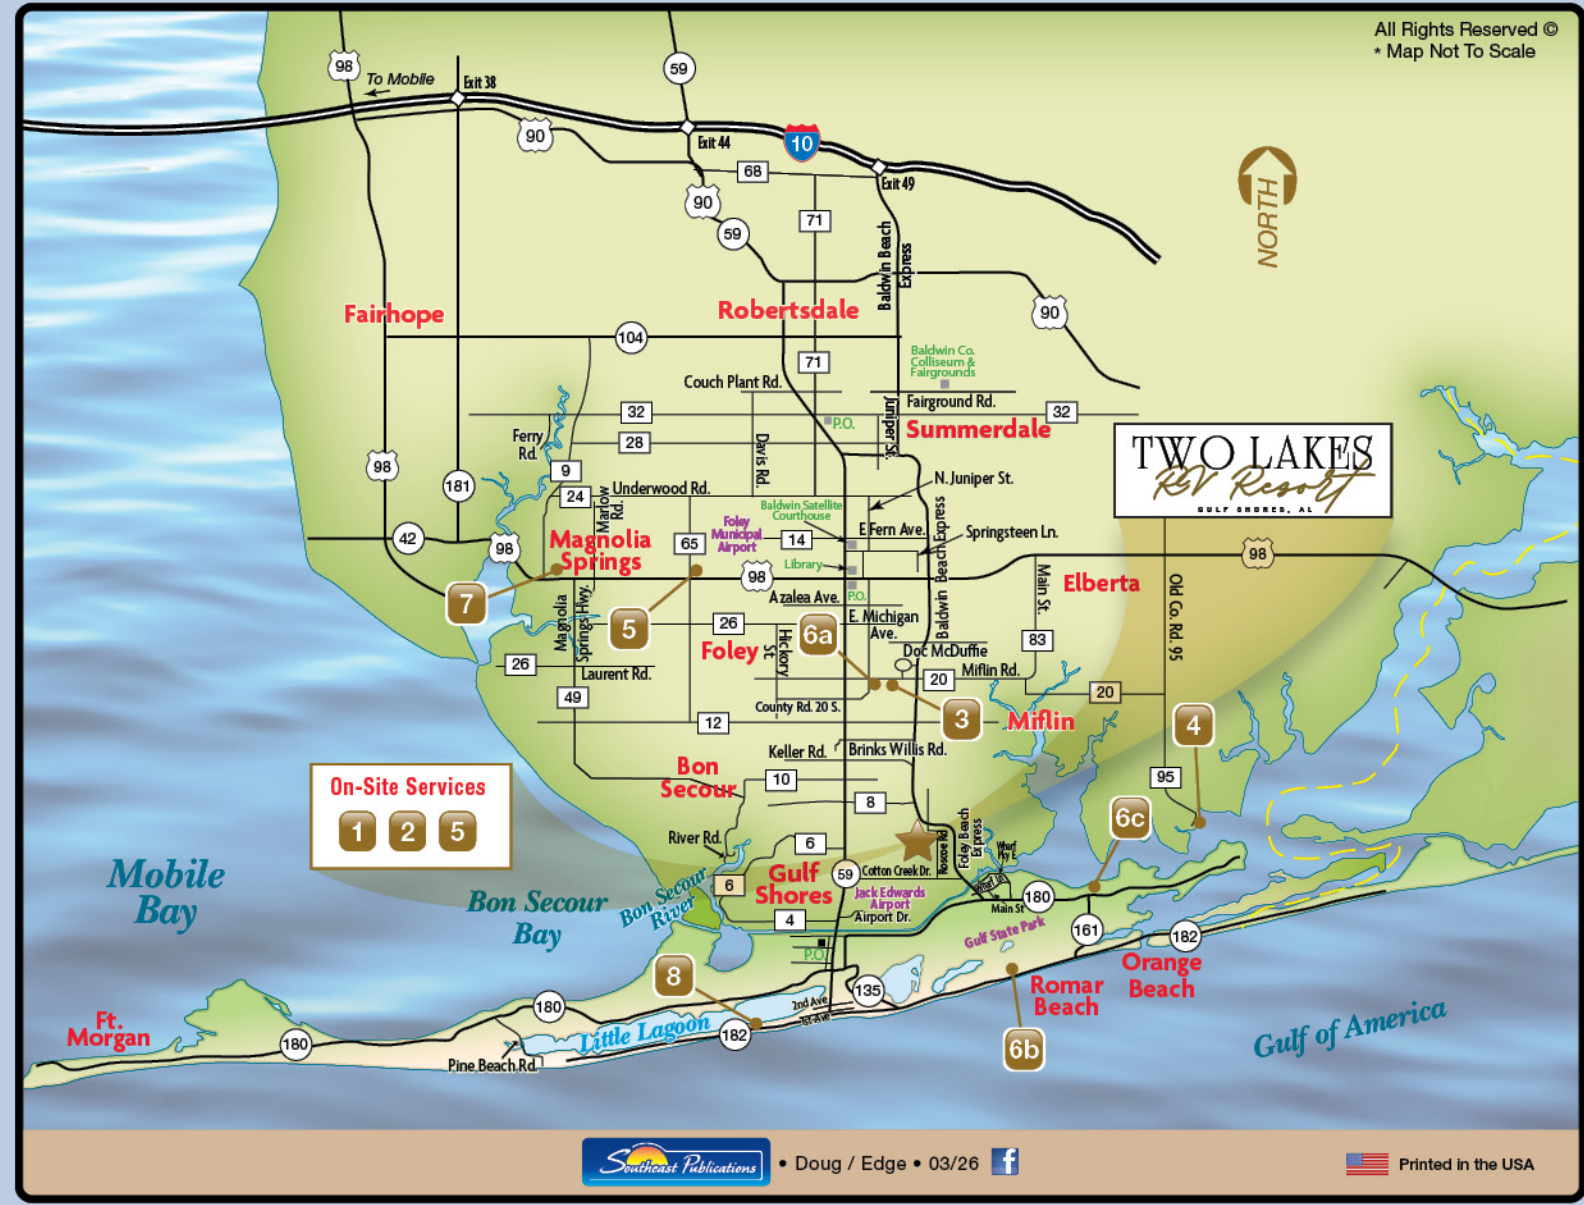 All Rights Reserved ©
* Map Not To Scale
98
To Mobile
Exit 38
59
90
Exit 44
10
68
Exit 49
90
59
71
Baldwin Beach
Express
NORTH
Fairhope
Robertsdale
90
104
71
Baldwin Co.
Colliseum &
Fairgrounds
Couch Plant Rd.
Fairground Rd.
32
32
P.O.
Juniper St.
Summerdale
Ferry
Rd.
28
Davis Rd.
TWO LAKES
RV Resort
GULF SHORES, AL
98
9
181
24
Underwood Rd.
Marlow
Rd.
N. Juniper St.
Baldwin Satellite
Courthouse
Foley
Municipal
Airport
E Fern Ave.
Baldwin Beach Express
Springsteen Ln.
42
98
Magnolia
Springs
65
14
98
Library
98
Main St.
Elberta
Old Co. Rd. 95
7
Azalea Ave.
P.O.
Magnolia
Springs Hwy.
5
26
6a
E. Michigan
Ave.
Hickory
St.
83
Foley
Doc McDuffie
26
Laurent Rd.
Miflin Rd.
20
20
49
County Rd. 20 S.
12
3
Miflin
4
Keller Rd.
Brinks Willis Rd.
Bon
Secour
10
95
On-Site Services
1
2
5
8
River Rd.
6
Roscoe Rd
Foley Beach
Express
6c
Wharf
Pky E
Mobile
Bay
Gulf
Shores
59
Cotton Creek Dr.
6
Wharf Ln
Jack Edwards
Airport
180
Main St
Bon Secour
Bay
Bon Secour
River
4
Airport Dr.
Gulf State Park
161
182
P.O.
8
Orange
Beach
135
Romar
Beach
180
2nd Ave
1st Ave
Ft.
Morgan
180
Little Lagoon
182
Gulf of America
Pine Beach Rd.
6b
Southeast Publications
• Doug / Edge • 03/26
f
Printed in the USA